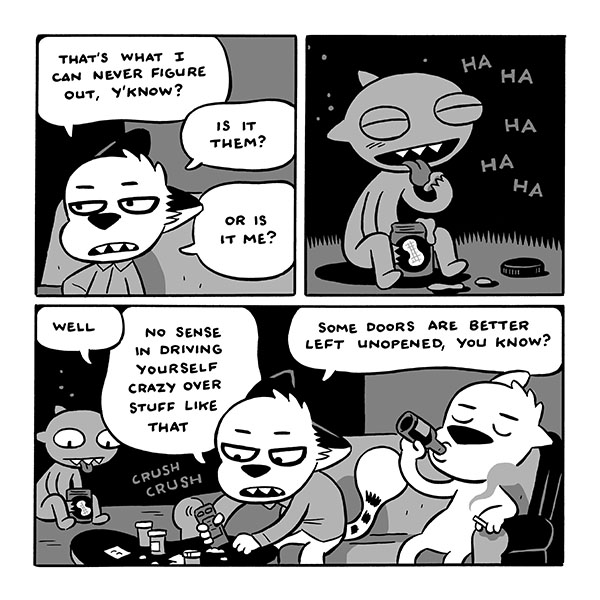 THAT'S WHAT I
CAN NEVER FIGURE
OUT, Y'KNOW?
IS IT
THEM?
OR IS
IT ME?
HA
HA
HA
HA
HA
WELL
NO SENSE
IN DRIVING
YOURSELF
CRAZY OVER
STUFF LIKE
THAT
CRUSH
CRUSH
SOME DOORS ARE BETTER
LEFT UNOPENED, YOU KNOW?